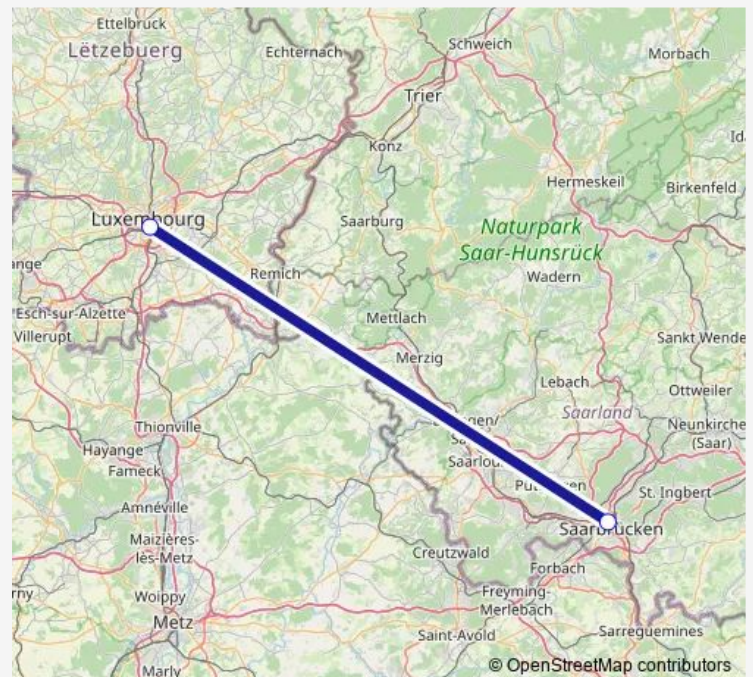 Ettelbruck
Lëtzebuerg
Echternach
Schweich
Morbach
Trier
Konz
Hermeskeil
Birkenfeld
Luxembourg
Saarburg
Naturpark
Saar-Hunsrück
Remich
Wadern
Esch-sur-Alzette
Villerupt
Mettlach
Merzig
Sankt Wende
Lebach
Ottweiler
Saarland
Neunkirche
(Saar)
Thionville
Hayange
Fameck
St. Ingbert
Amnéville
Saarbrücken
Maizières-
lès-Metz
Creutzwald
Forbach
Woippy
Freyming-
Merlebach
Metz
Saint-Avold
Sarreguemines
Marly
© OpenStreetMap contributors